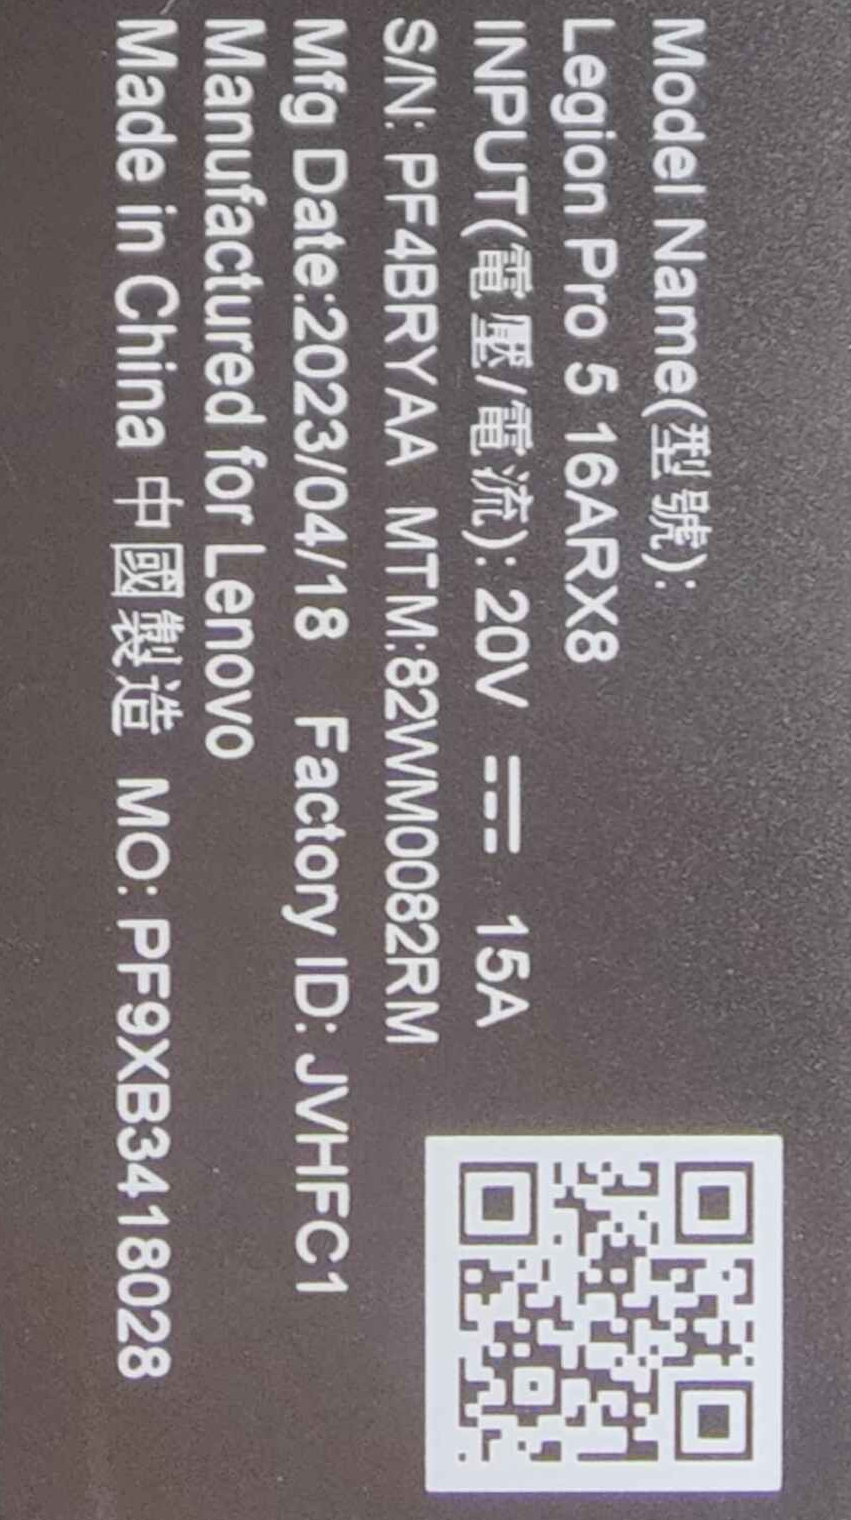 Model Name(型號):
Legion Pro 5 16ARX8
INPUT(電壓/電流): 20V ⎓ 15A
S/N: PF4BRYAA MTM:82WM0082RM
Mfg Date:2023/04/18 Factory ID: JVHFC1
Manufactured for Lenovo
Made in China 中國製造 MO: PF9XB3418028